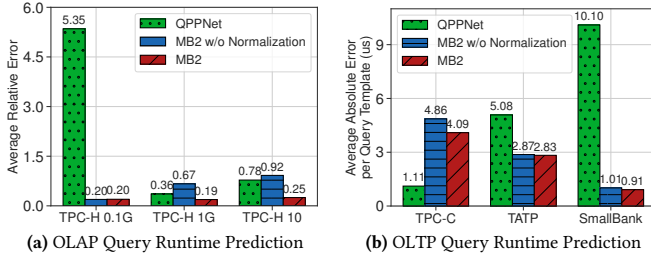 Average Relative Error
6.0
4.5
3.0
1.5
0.0
QPPNet
MB2 w/o Normalization
MB2
5.35
0.20
0.20
0.36
0.67
0.19
0.78
0.92
0.25
TPC-H 0.1G
TPC-H 1G
TPC-H 10
(a) OLAP Query Runtime Prediction
Average Absolute Error
per Query Template (us)
9
6
3
0
QPPNet
MB2 w/o Normalization
MB2
1.11
4.86
4.09
5.08
2.87
2.83
10.10
1.01
0.91
TPC-C
TATP
SmallBank
(b) OLTP Query Runtime Prediction